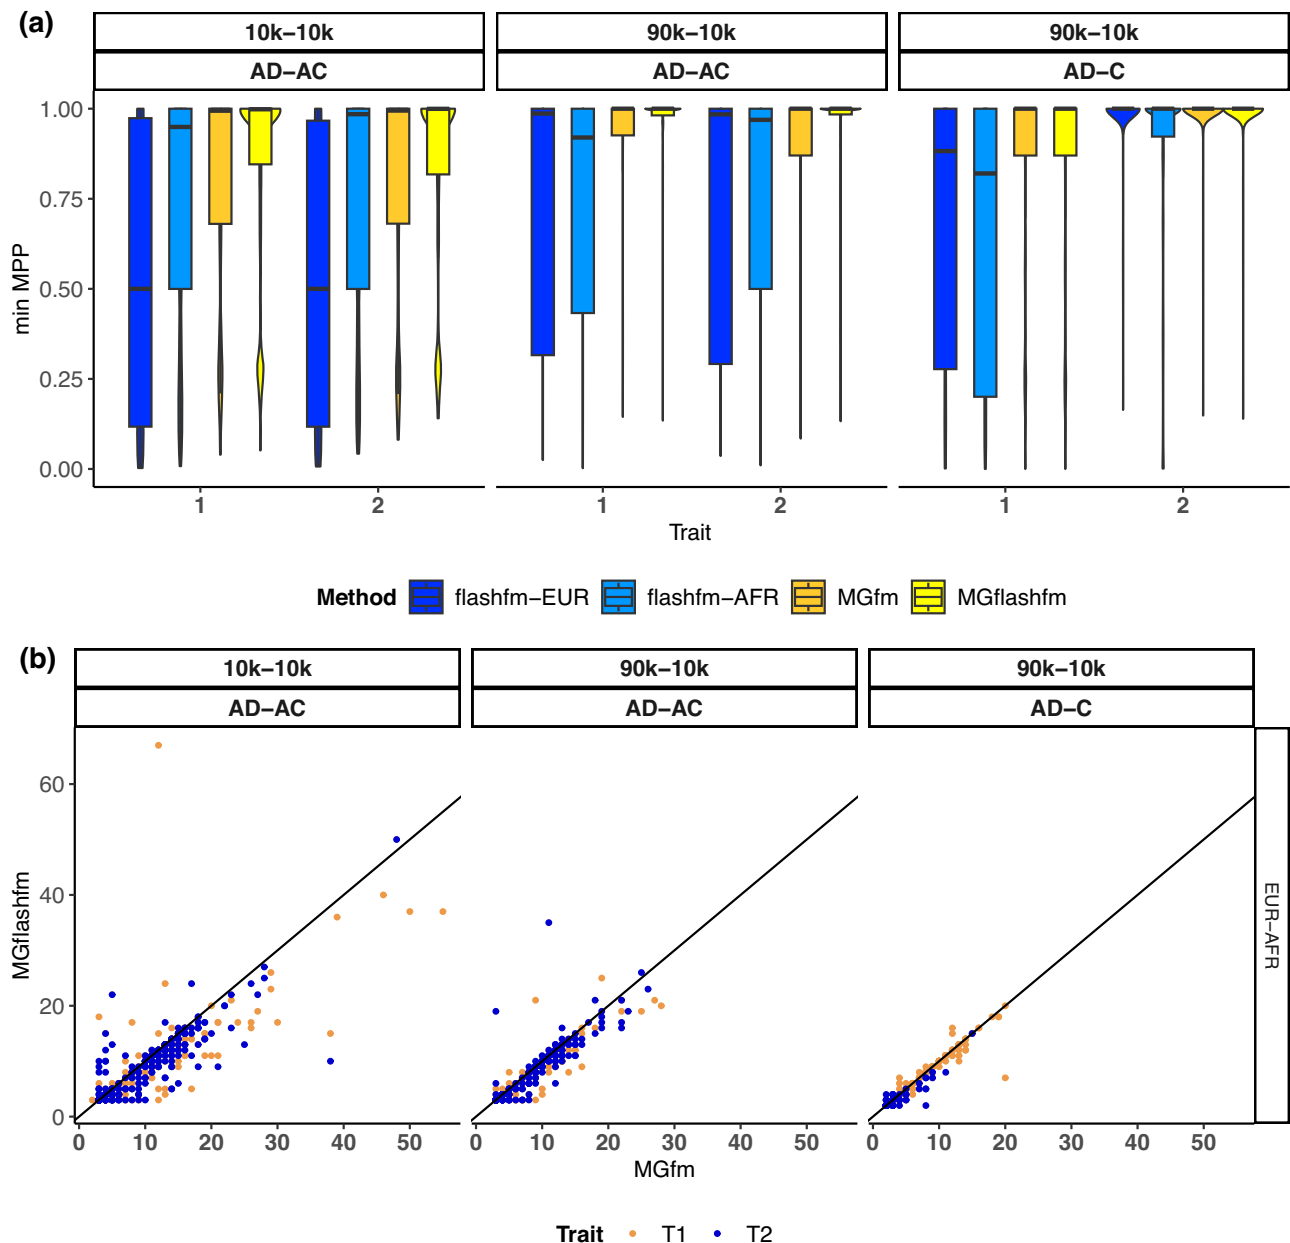 (a)
10k−10k 90k−10k 90k−10k
AD−AC AD−AC AD−C
1.00
0.75
0.50
0.25
0.00
min MPP
1 2 1 2 1 2
Trait
Method flashfm−EUR flashfm−AFR MGfm MGflashfm
(b)
10k−10k 90k−10k 90k−10k
AD−AC AD−AC AD−C
60
40
20
0
MGflashfm
EUR−AFR
0 10 20 30 40 50 0 10 20 30 40 50 0 10 20 30 40 50
MGfm
Trait T1 T2